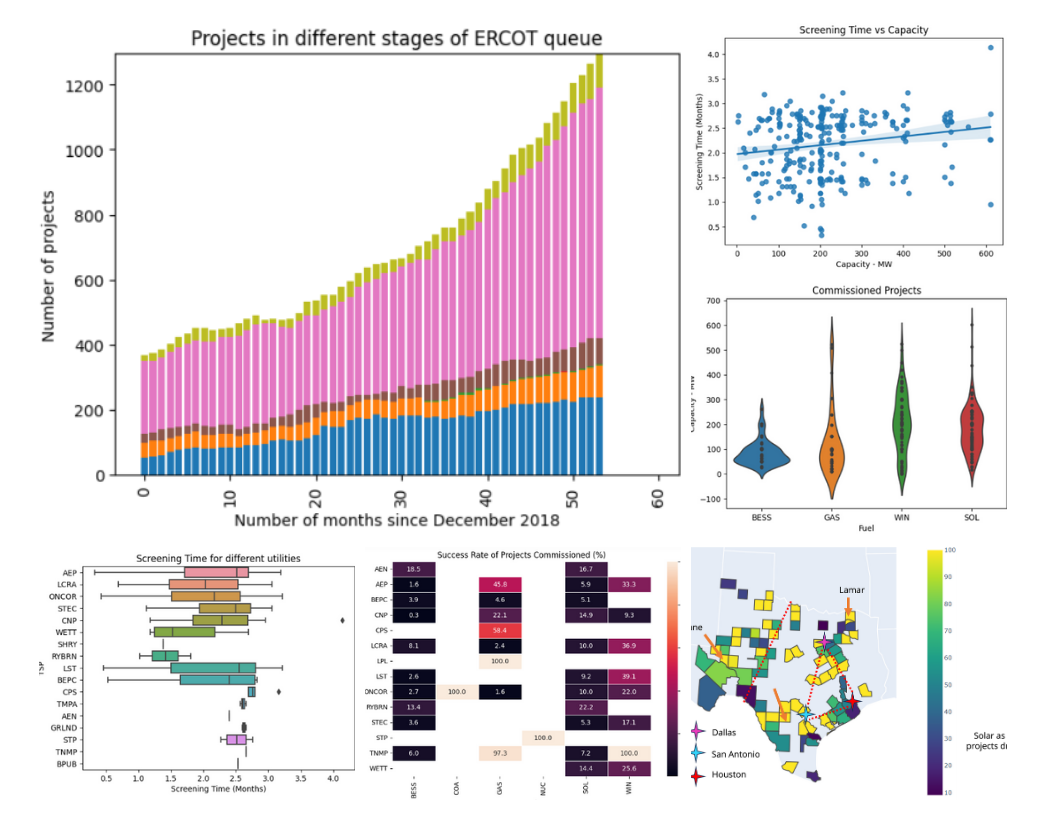 Projects in different stages of ERCOT queue
Number of projects
1200
1000
800
600
400
200
0
0 10 20 30 40 50 60
Number of months since December 2018
Screening Time vs Capacity
Screening Time (Months)
4.0
3.5
3.0
2.5
2.0
1.5
1.0
0.5
0 100 200 300 400 500 600
Capacity - MW
Commissioned Projects
700
600
500
400
300
200
100
0
−100
BESS GAS WIN SOL
Fuel
Screening Time for different utilities
TSP
AEP
LCRA
ONCOR
STEC
CNP
WETT
SHRY
RYBRN
LST
BEPC
CPS
TMPA
AEN
GRLND
STP
TNMP
BPUB
0.5 1.0 1.5 2.0 2.5 3.0 3.5 4.0
Screening Time (Months)
Success Rate of Projects Commissioned (%)
AEN 18.5 16.7
AEP 1.6 45.8 5.9 33.3
BEPC 3.9 4.6 5.1
CNP 0.3 22.1 14.9 9.3
CPS 58.4
LCRA 8.1 2.4 10.0 36.9
LPL 100.0
LST 2.6 9.2 39.1
ONCOR 2.7 100.0 1.6 10.0 22.0
RYBRN 13.4 22.2
STEC 3.6 5.3 17.1
STP 100.0
TNMP 6.0 97.3 7.2 100.0
WETT 14.4 25.6
BESS COA GAS NUC SOL WIN
Lamar
ne
Dallas
San Antonio
Houston
100
90
80
70
60
50
40
30
20
10
Solar as
projects